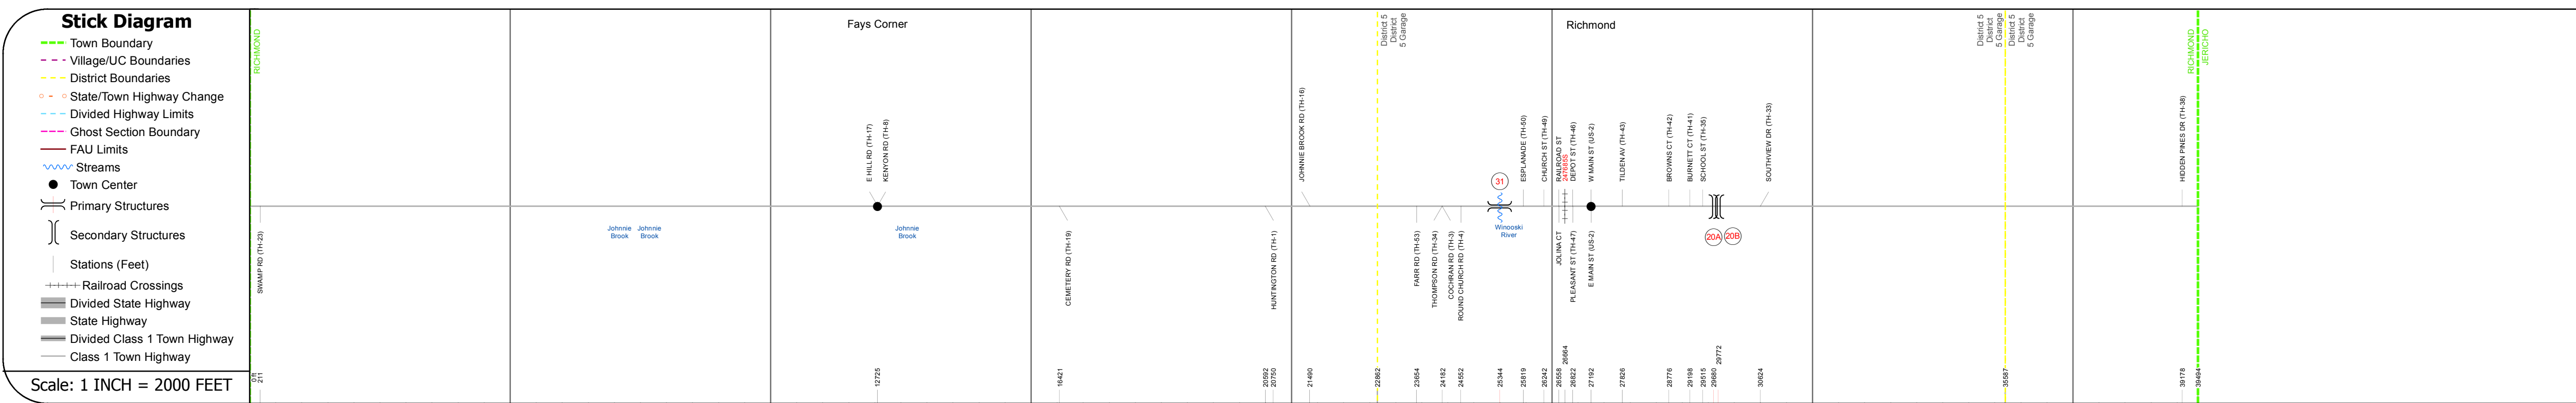 Stick Diagram
Town Boundary
Village/UC Boundaries
District Boundaries
State/Town Highway Change
Divided Highway Limits
Ghost Section Boundary
FAU Limits
Streams
Town Center
Primary Structures
Secondary Structures
Stations (Feet)
Railroad Crossings
Divided State Highway
State Highway
Divided Class 1 Town Highway
Class 1 Town Highway
Scale: 1 INCH = 2000 FEET
RICHMOND
Fays Corner
District 5
District
5 Garage
Richmond
District 5
District
5 Garage
District 5
District
5 Garage
RICHMOND
JERICHO
E HILL RD (TH-17)
KENYON RD (TH-8)
JOHNNIE BROOK RD (TH-16)
31
ESPLANADE (TH-50)
CHURCH ST (TH-49)
RAILROAD ST
247685S
DEPOT ST (TH-46)
W MAIN ST (US-2)
TILDEN AV (TH-43)
BROWNS CT (TH-42)
BURNETT CT (TH-41)
SCHOOL ST (TH-35)
SOUTHVIEW DR (TH-33)
HIDDEN PINES DR (TH-38)
SWAMP RD (TH-23)
Johnnie
Brook
Johnnie
Brook
Johnnie
Brook
CEMETERY RD (TH-19)
HUNTINGTON RD (TH-1)
FARR RD (TH-53)
THOMPSON RD (TH-34)
COCHRAN RD (TH-3)
ROUND CHURCH RD (TH-4)
Winooski
River
JOLINA CT
PLEASANT ST (TH-47)
E MAIN ST (US-2)
20A
20B
0 ft
211
12725
16421
20592
20750
21490
22862
23654
24182
24552
25344
25819
26242
26558
26664
26822
27192
27826
28776
29198
29515
29680
29772
30624
35587
39178
39494